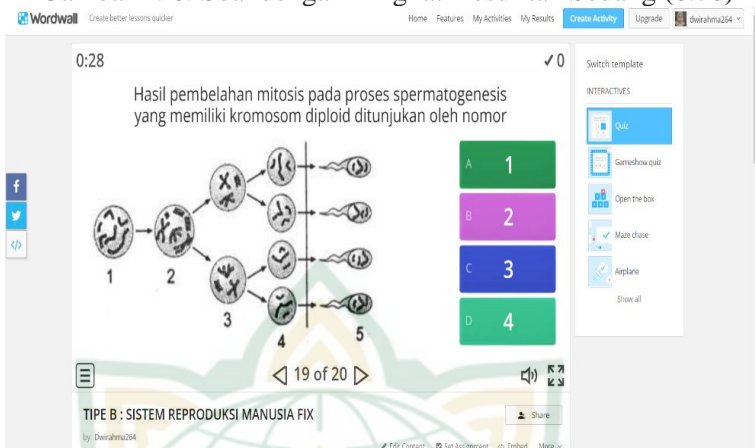 Wordwall Create better lessons quicker Home Features My Activities My Results Create Activity Upgrade dwirahma264
0:28 ✓0
Switch template
INTERACTIVES
Hasil pembelahan mitosis pada proses spermatogenesis
yang memiliki kromosom diploid ditunjukan oleh nomor
Quiz
Gameshow quiz
Open the box
Maze chase
Airplane
Show all
A 1
B 2
C 3
D 4
1 2 3 4 5
19 of 20
TIPE B : SISTEM REPRODUKSI MANUSIA FIX
Share
by Dwirahma264
Edit Content Set Assignment Embed More